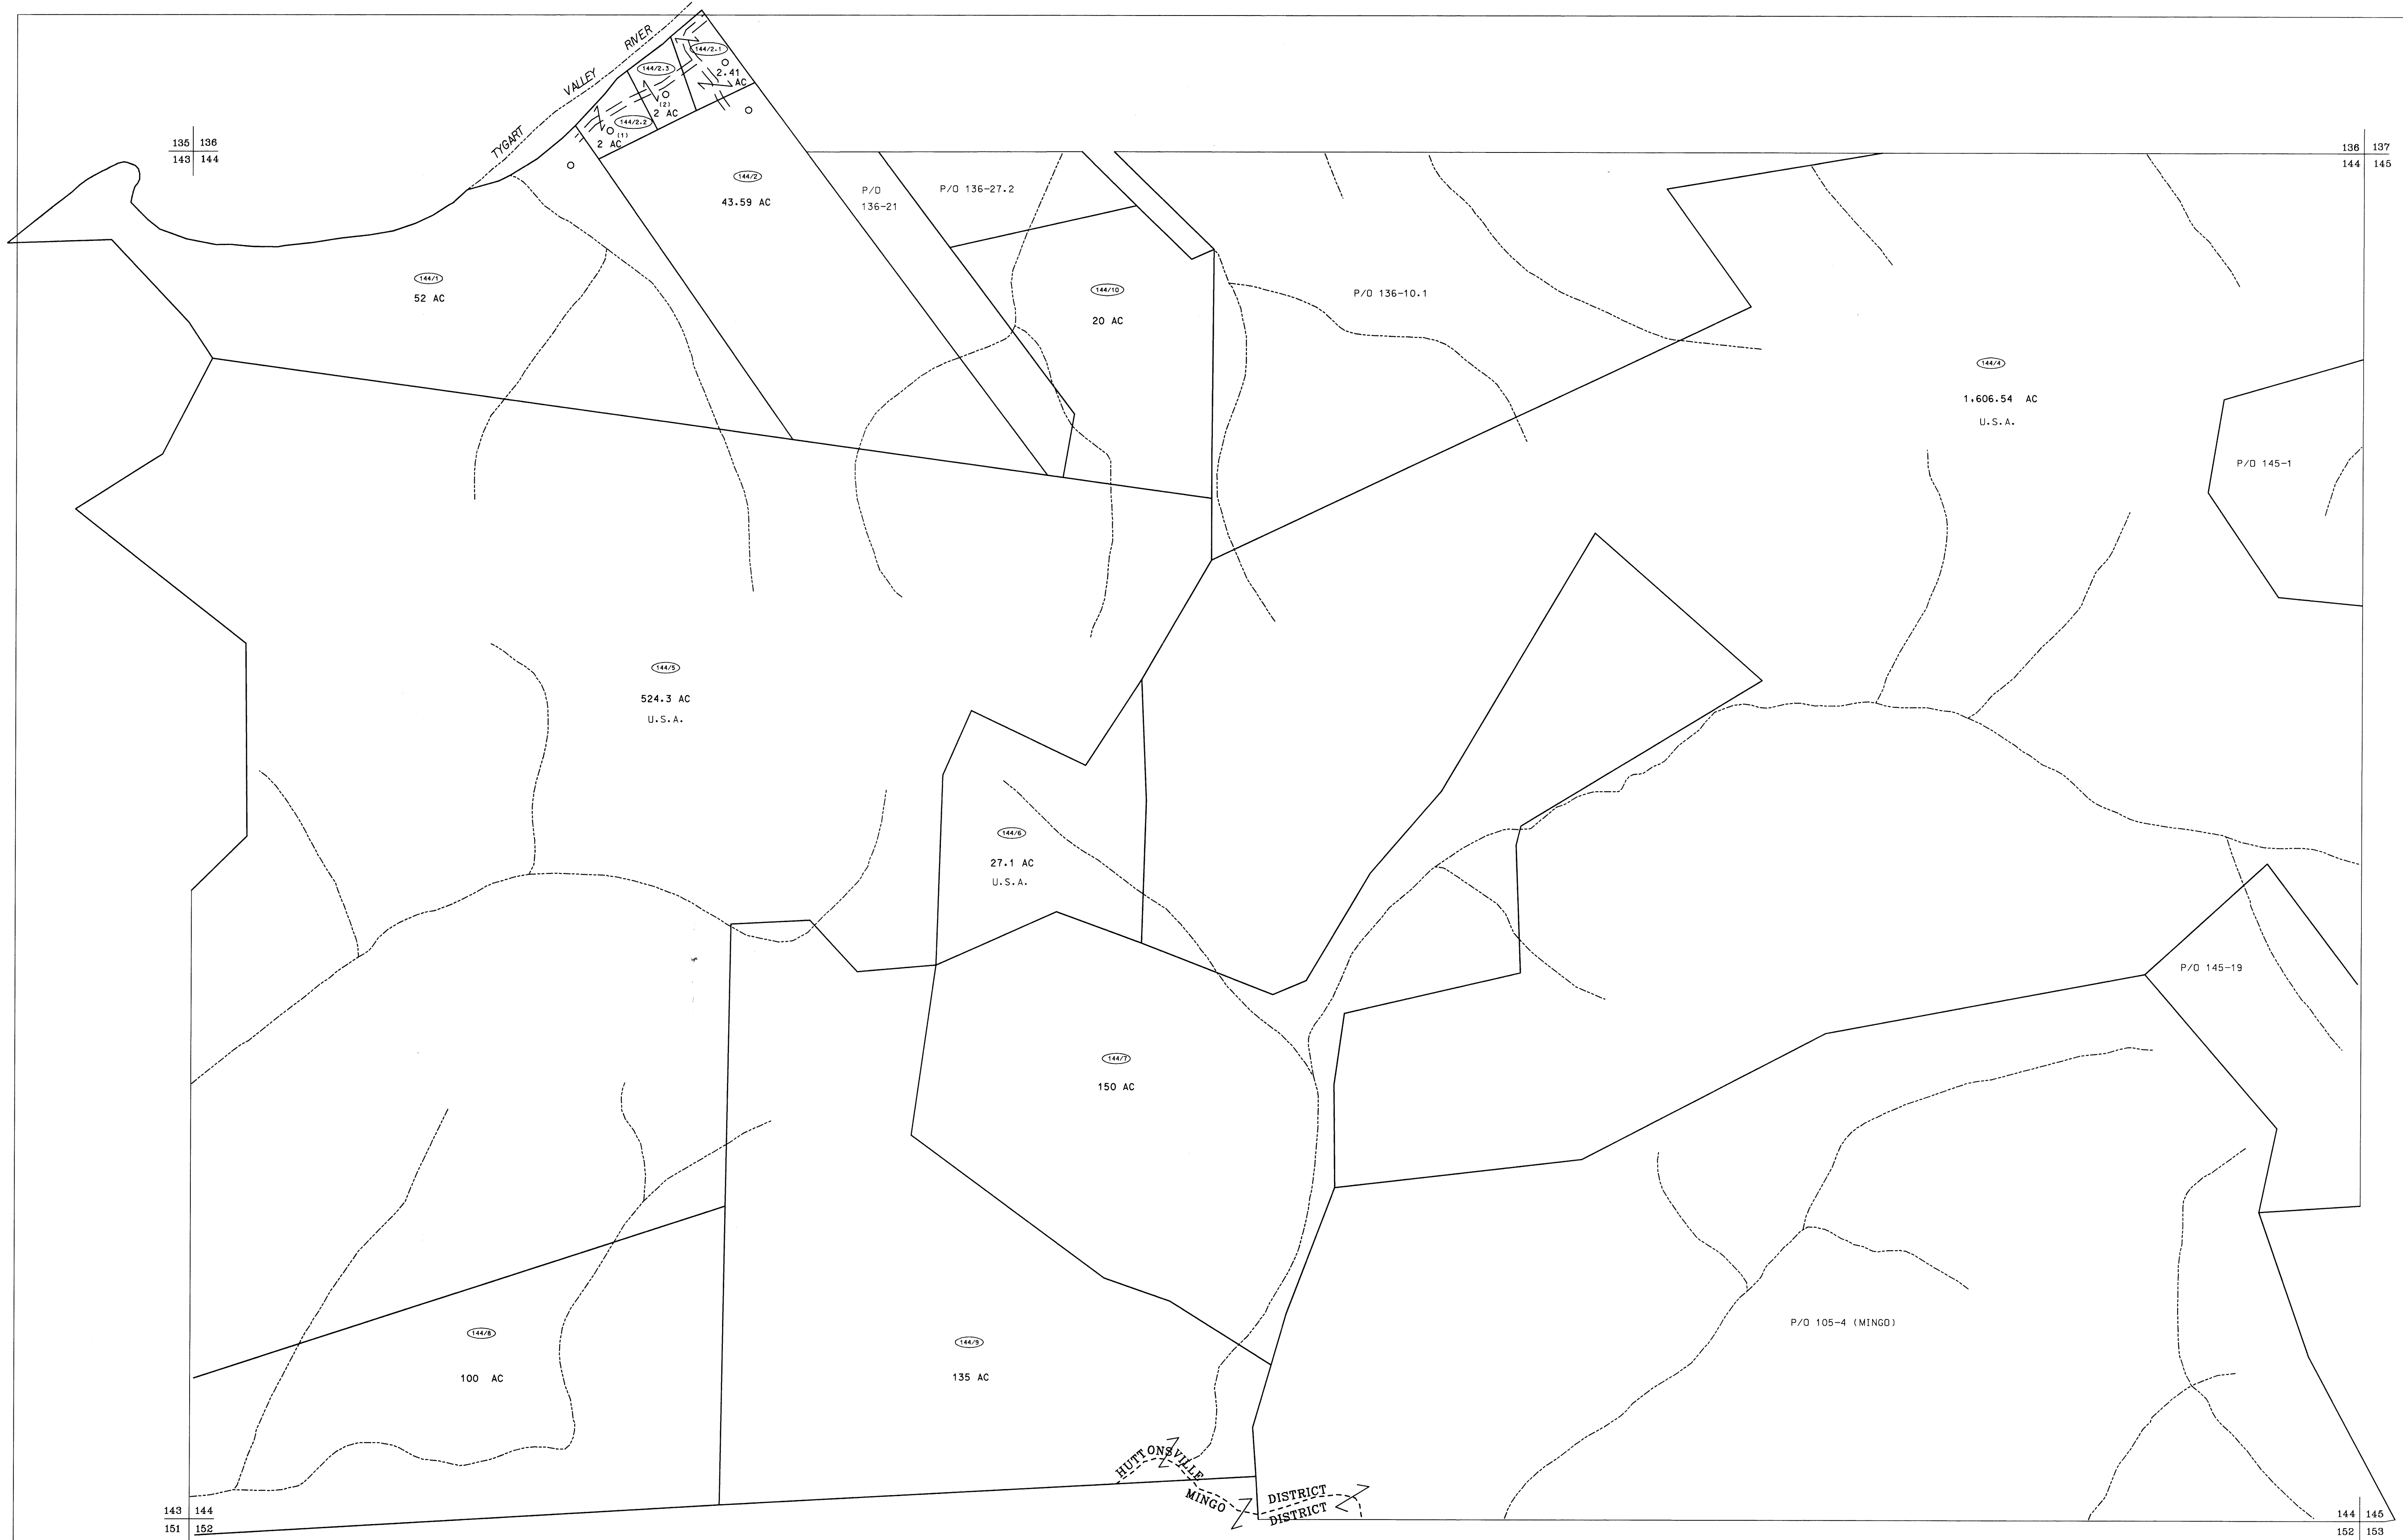 TYGART VALLEY RIVER
135 136
143 144
136 137
144 145
144/2.1
2.41
AC
144/2.3
(2)
2 AC
144/2.2
(1)
2 AC
144/2
43.59 AC
P/O
136-21
P/O 136-27.2
144/1
52 AC
144/10
20 AC
P/O 136-10.1
144/4
1,606.54 AC
U.S.A.
P/O 145-1
144/5
524.3 AC
U.S.A.
144/6
27.1 AC
U.S.A.
P/O 145-19
144/7
150 AC
144/8
100 AC
144/9
135 AC
P/O 105-4 (MINGO)
HUTTONSVILLE DISTRICT
MINGO DISTRICT
143 144
151 152
144 145
152 153